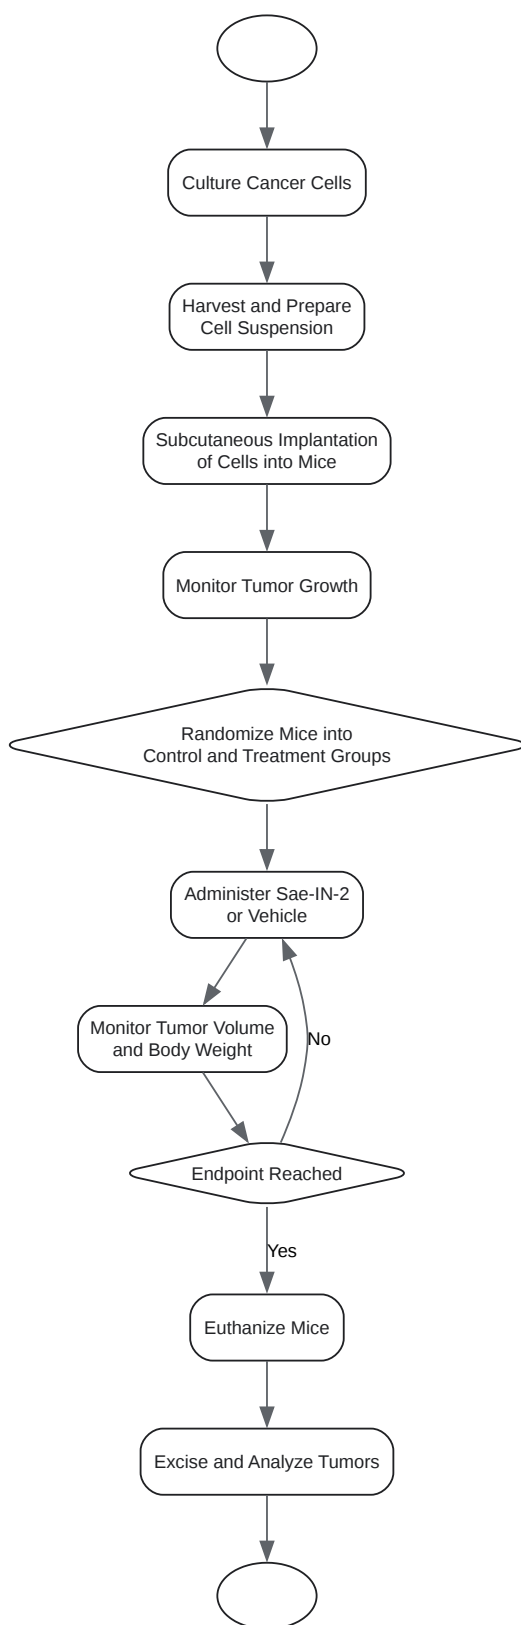 Culture Cancer Cells
Harvest and Prepare
Cell Suspension
Subcutaneous Implantation
of Cells into Mice
Monitor Tumor Growth
Randomize Mice into
Control and Treatment Groups
Administer Sae-IN-2
or Vehicle
Monitor Tumor Volume
and Body Weight
No
Endpoint Reached
Yes
Euthanize Mice
Excise and Analyze Tumors